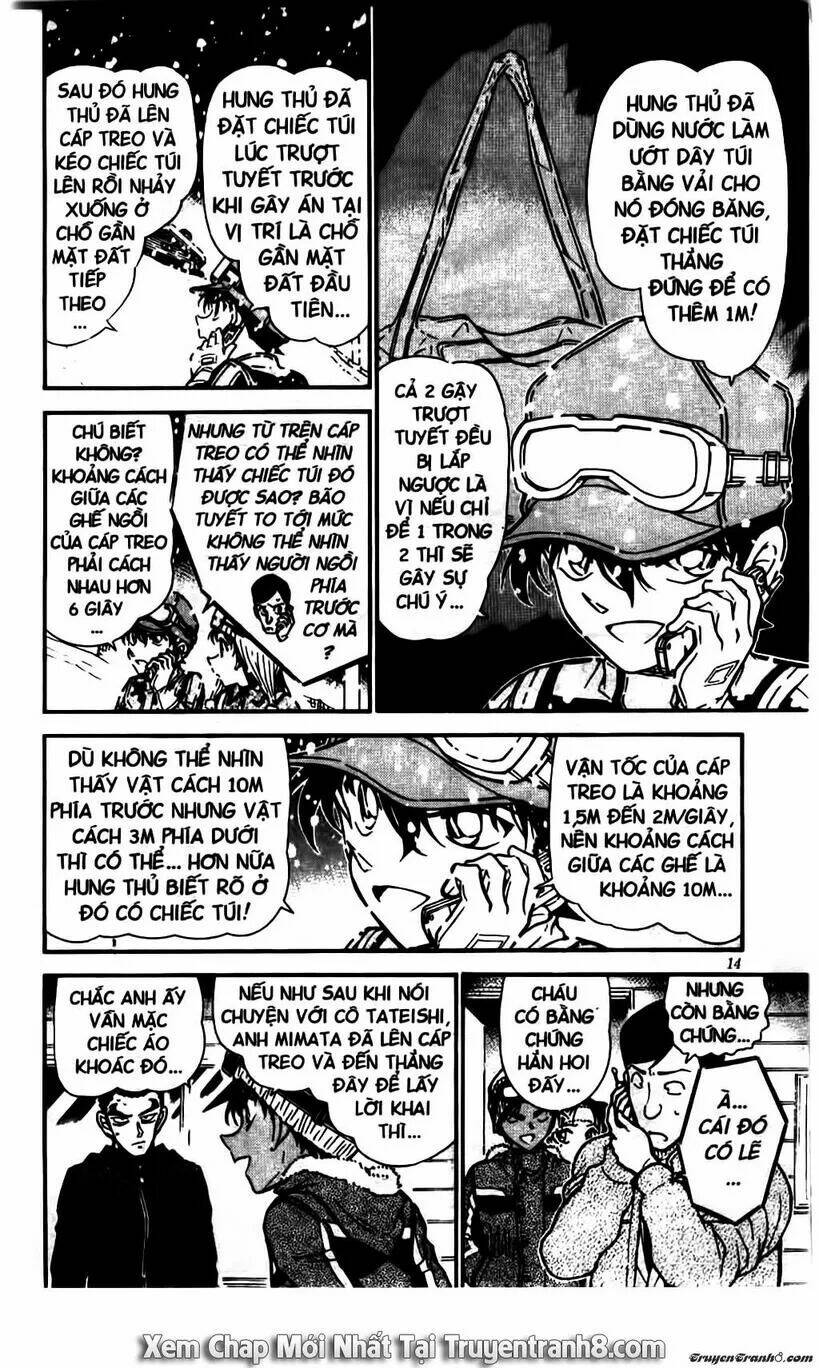 HUNG THỦ ĐÃ
DÙNG NƯỚC LÀM
ƯỚT DÂY TÚI
BẰNG VẢI CHO
NÓ ĐÓNG BĂNG,
ĐẶT CHIẾC TÚI
THẲNG
ĐỨNG ĐỂ CÓ
THÊM 1M!
CẢ 2 GẬY
TRƯỢT
TUYẾT ĐỀU
BỊ LẮP
NGƯỢC LÀ
VÌ NẾU CHỈ
ĐỂ 1 TRONG
2 THÌ SẼ
GÂY SỰ
CHÚ Ý...
HUNG THỦ ĐÃ
ĐẶT CHIẾC TÚI
LÚC TRƯỢT
TUYẾT TRƯỚC
KHI GÂY ÁN TẠI
VỊ TRÍ LÀ CHỖ
GẦN MẶT
ĐẤT ĐẦU
TIÊN...
SAU ĐÓ HUNG
THỦ ĐÃ LÊN
CÁP TREO VÀ
KÉO CHIẾC TÚI
LÊN RỒI NHẢY
XUỐNG Ở
CHỖ GẦN
MẶT ĐẤT
TIẾP
THEO
...
NHƯNG TỪ TRÊN CÁP
TREO CÓ THỂ NHÌN
THẤY CHIẾC TÚI ĐÓ
ĐƯỢC SAO? BÃO
TUYẾT TO TỚI MỨC
KHÔNG THỂ NHÌN
THẤY NGƯỜI NGỒI
PHÍA
TRƯỚC
CƠ MÀ
?
CHÚ BIẾT
KHÔNG?
KHOẢNG CÁCH
GIỮA CÁC
GHẾ NGỒI
CỦA CÁP TREO
PHẢI CÁCH
NHAU HƠN
6 GIÂY
...
VẬN TỐC CỦA CÁP
TREO LÀ KHOẢNG
1,5M ĐẾN 2M/GIÂY,
NÊN KHOẢNG CÁCH
GIỮA CÁC GHẾ LÀ
KHOẢNG 10M...
DÙ KHÔNG THỂ NHÌN
THẤY VẬT CÁCH 10M
PHÍA TRƯỚC NHƯNG VẬT
CÁCH 3M PHÍA DƯỚI
THÌ CÓ THỂ... HƠN NỮA
HUNG THỦ BIẾT RÕ Ở
ĐÓ CÓ CHIẾC TÚI!
14
NHƯNG
CÒN BẰNG
CHỨNG...
À...
CÁI ĐÓ
CÓ LẼ
...
CHÁU
CÓ BẰNG
CHỨNG
HẲN HOI
ĐẤY...
NẾU NHƯ SAU KHI NÓI
CHUYỆN VỚI CÔ TATEISHI,
ANH MIMATA ĐÃ LÊN CÁP
TREO VÀ ĐẾN THẲNG
ĐÂY ĐỂ LẤY
LỜI KHAI
THÌ...
CHẮC ANH ẤY
VẪN MẶC
CHIẾC ÁO
KHOÁC ĐÓ...
Xem Chap Mới Nhất Tại Truyentranh8.com
TruyenTranh8.com